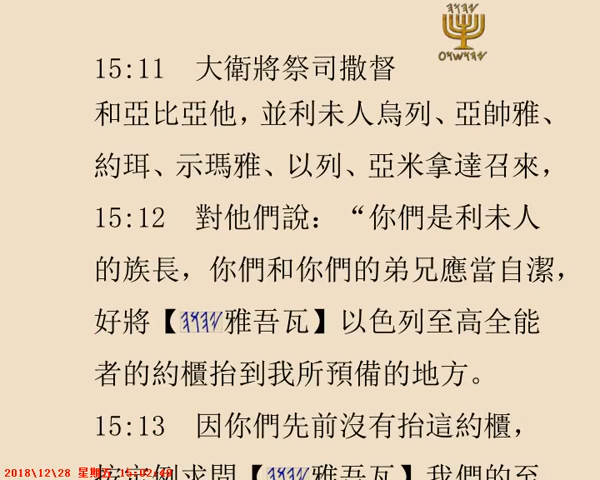 15:11 大衛將祭司撒督
和亞比亞他，並利未人烏列、亞帥雅、
約珥、示瑪雅、以列、亞米拿達召來，
15:12 對他們說：“你們是利未人
的族長，你們和你們的弟兄應當自潔，
好將【雅吾瓦】以色列至高全能
者的約櫃抬到我所預備的地方。
15:13 因你們先前沒有抬這約櫃，
按定例求問【雅吾瓦】我們的至
2018\12\28 星期五